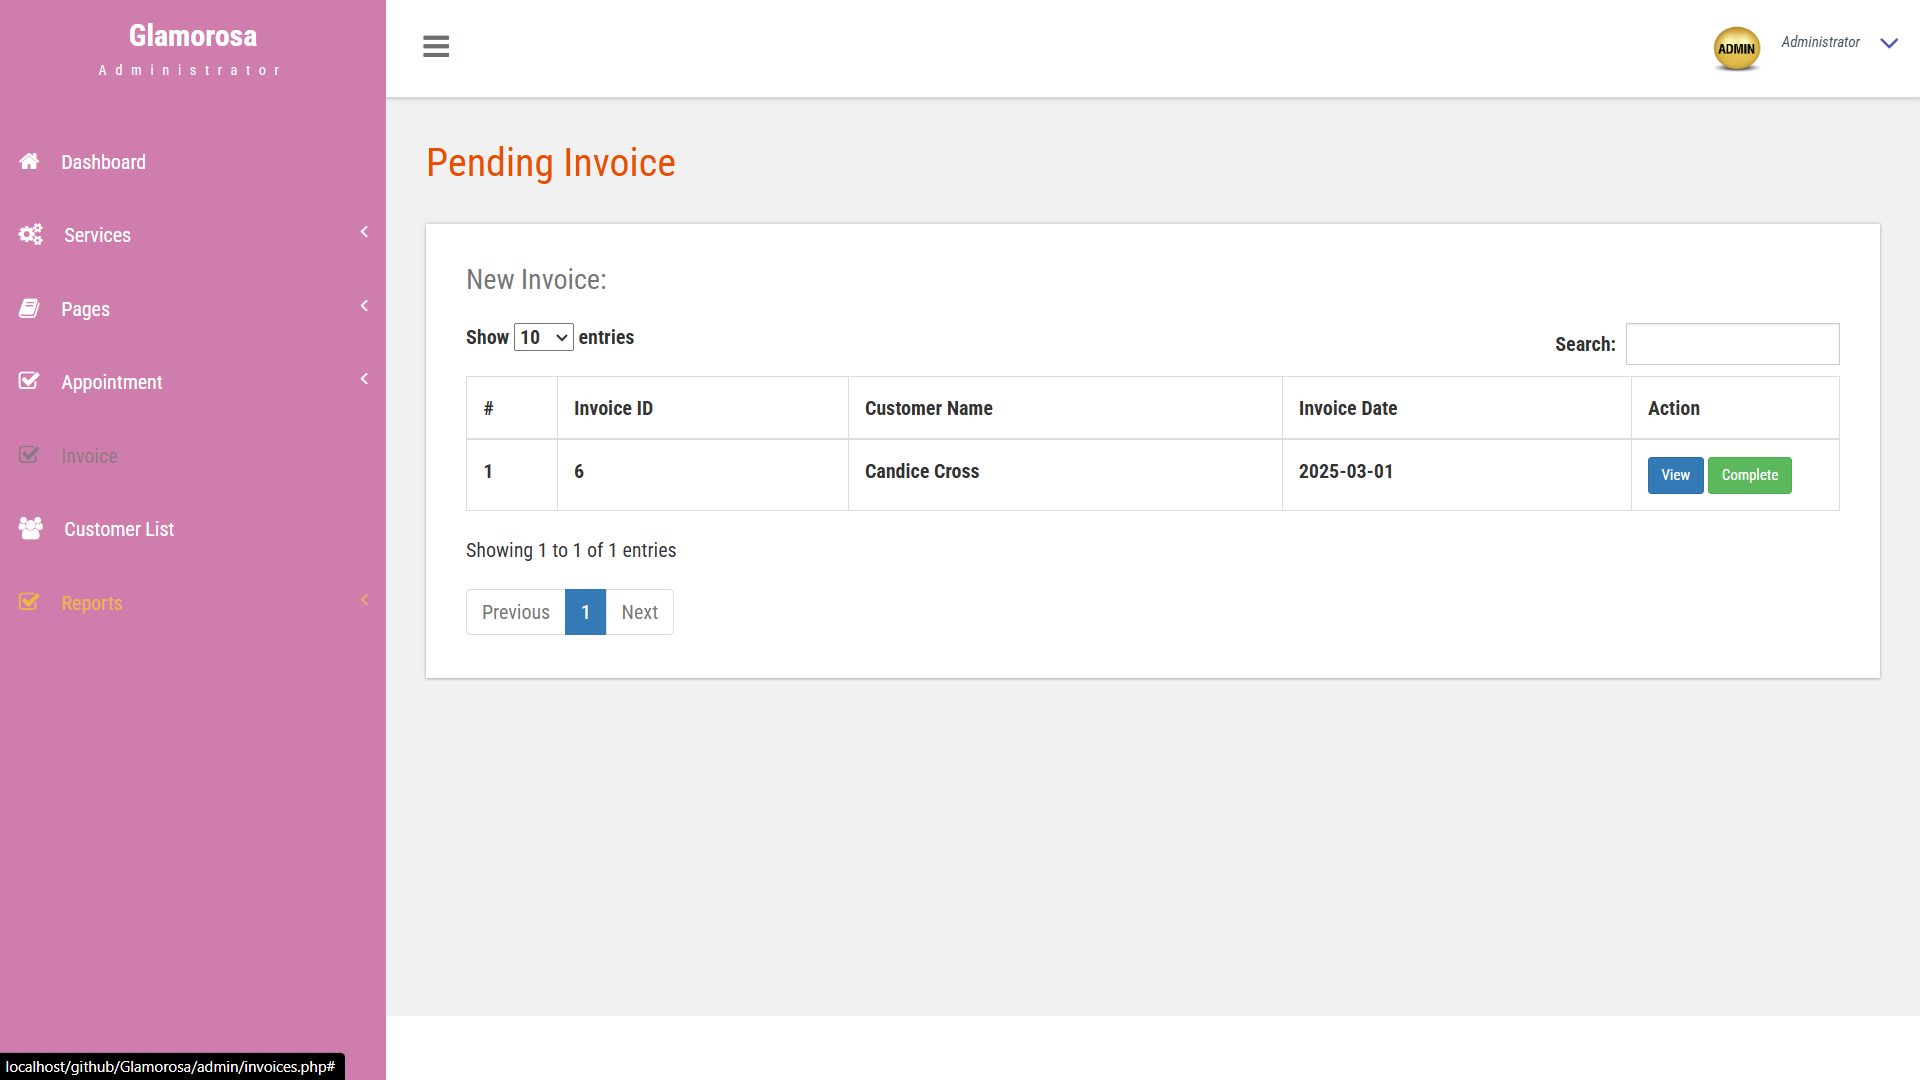 Glamorosa
Administrator
Dashboard
Services
Pages
Appointment
Invoice
Customer List
Reports
localhost/github/Glamorosa/admin/invoices.php#
ADMIN
Administrator
Pending Invoice
New Invoice:
Show 10 entries
Search:
# Invoice ID Customer Name Invoice Date Action
1 6 Candice Cross 2025-03-01 View Complete
Showing 1 to 1 of 1 entries
Previous 1 Next